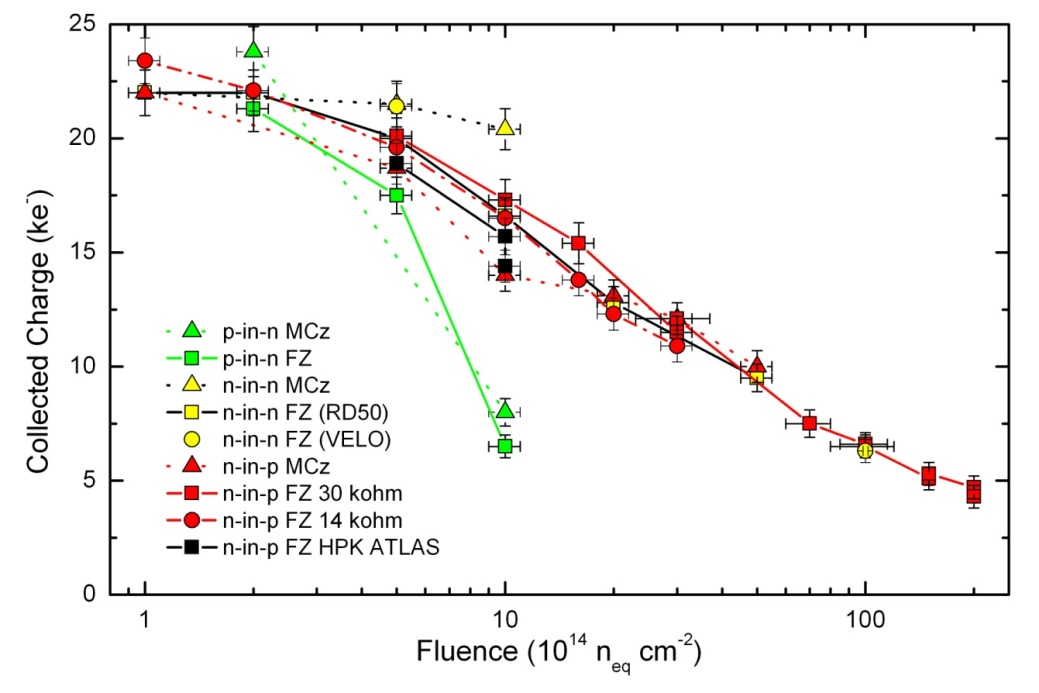 25
20
15
10
5
0
Collected Charge (ke⁻)
p-in-n MCz
p-in-n FZ
n-in-n MCz
n-in-n FZ (RD50)
n-in-n FZ (VELO)
n-in-p MCz
n-in-p FZ 30 kohm
n-in-p FZ 14 kohm
n-in-p FZ HPK ATLAS
1 10 100
Fluence (10¹⁴ n_eq cm⁻²)